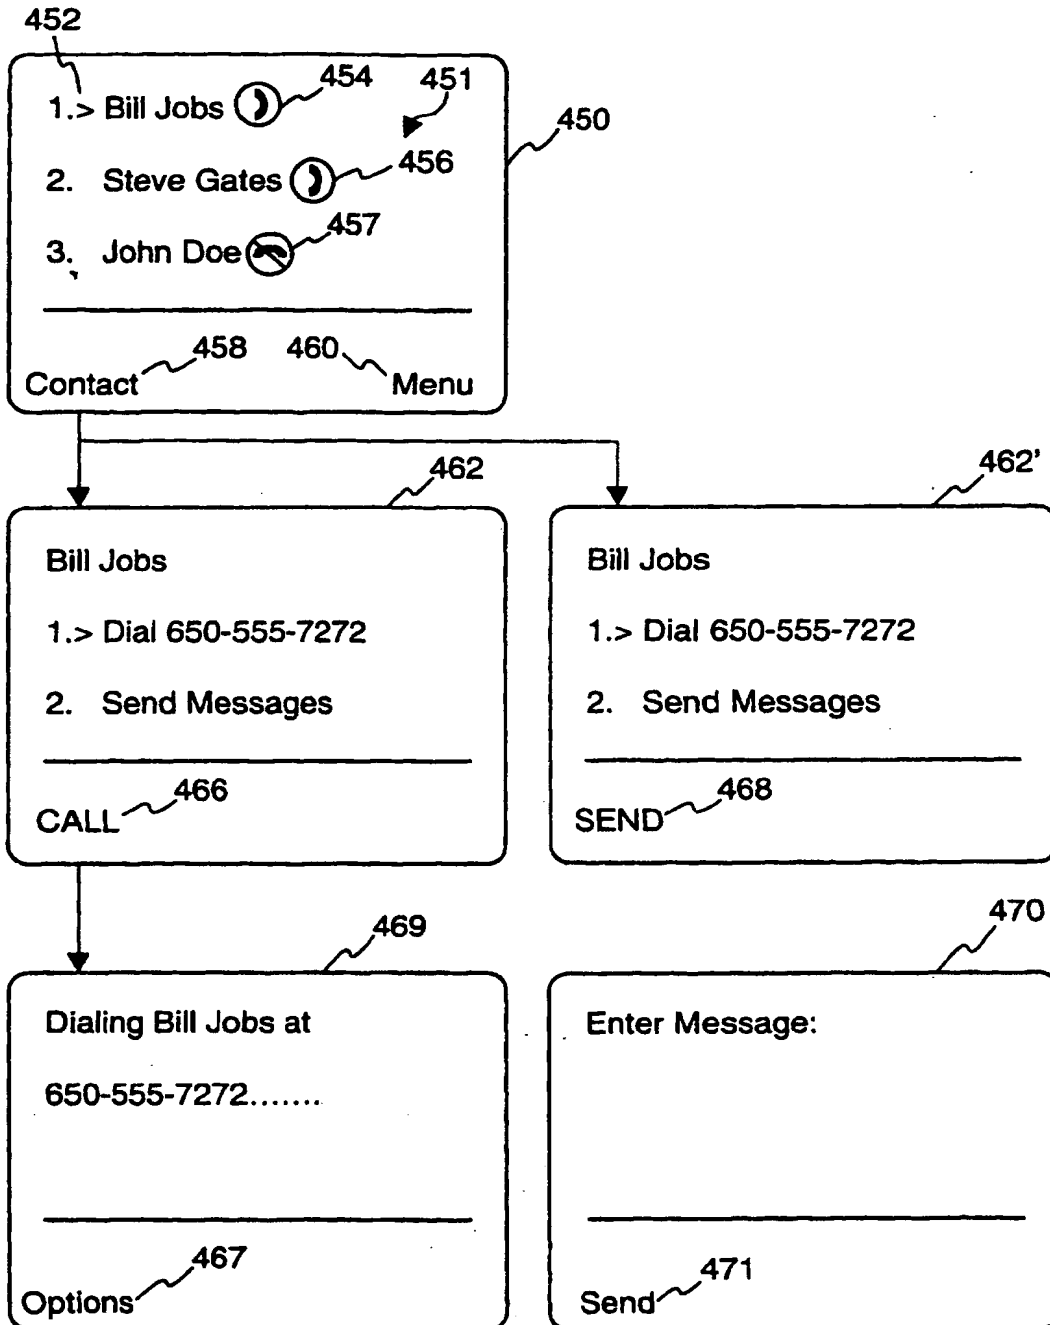 452
1.> Bill Jobs 454 451
450
2. Steve Gates 456
457
3. John Doe
458 460
Contact Menu
462
Bill Jobs
1.> Dial 650-555-7272
2. Send Messages
466
CALL
462'
Bill Jobs
1.> Dial 650-555-7272
2. Send Messages
468
SEND
469
Dialing Bill Jobs at
650-555-7272.......
467
Options
470
Enter Message:
471
Send